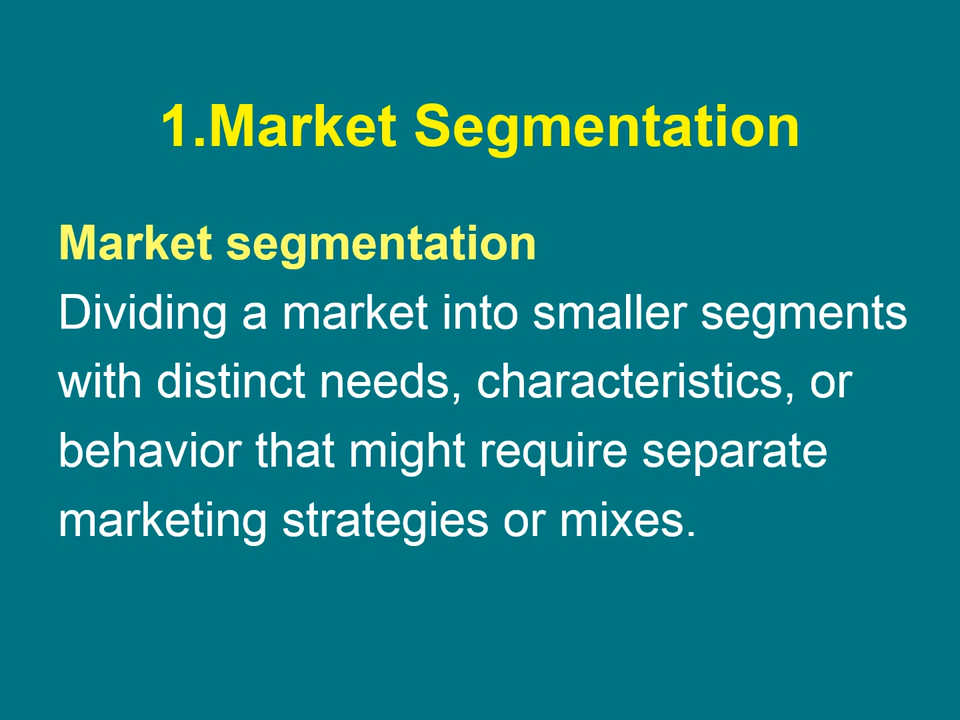 1.Market Segmentation
Market segmentation
Dividing a market into smaller segments
with distinct needs, characteristics, or
behavior that might require separate
marketing strategies or mixes.